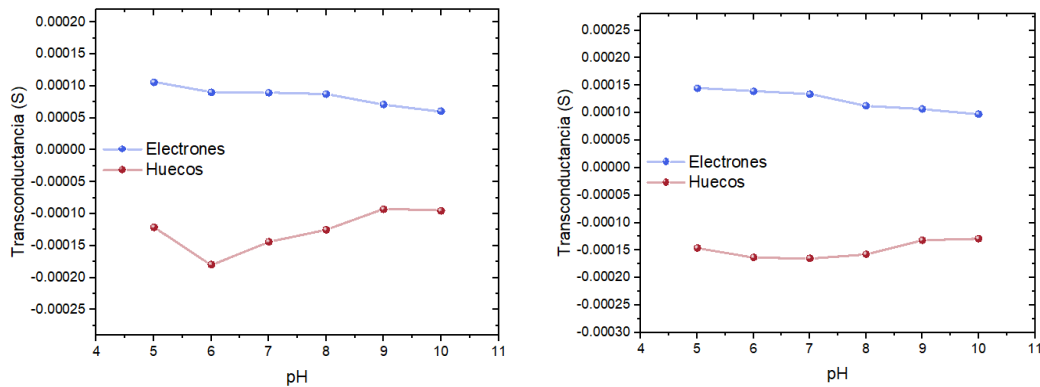 0.00020
0.00015
0.00010
0.00005
0.00000
-0.00005
-0.00010
-0.00015
-0.00020
-0.00025
Transconductancia (S)
Electrones
Huecos
4 5 6 7 8 9 10 11
pH
0.00025
0.00020
0.00015
0.00010
0.00005
0.00000
-0.00005
-0.00010
-0.00015
-0.00020
-0.00025
-0.00030
Transconductancia (S)
Electrones
Huecos
4 5 6 7 8 9 10 11
pH